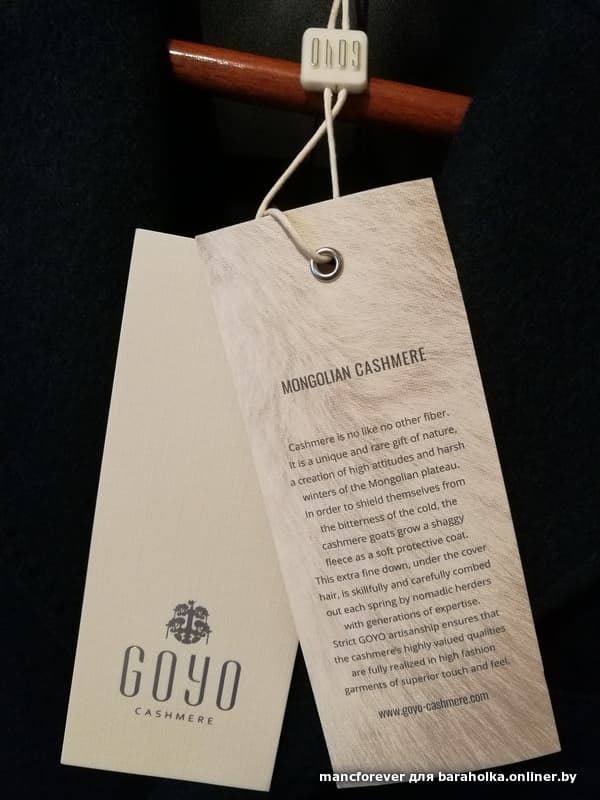 GOYO
MONGOLIAN CASHMERE
Cashmere is no like no other fiber.
It is a unique and rare gift of nature,
a creation of high attitudes and harsh
winters of the Mongolian plateau.
In order to shield themselves from
the bitterness of the cold, the
cashmere goats grow a shaggy
fleece as a soft protective coat.
This extra fine down, under the cover
hair, is skillfully and carefully combed
out each spring by nomadic herders
with generations of expertise.
Strict GOYO artisanship ensures that
the cashmere's highly valued qualities
are fully realized in high fashion
garments of superior touch and feel.
www.goyo-cashmere.com
GOYO
CASHMERE
mancforever для baraholka.onliner.by